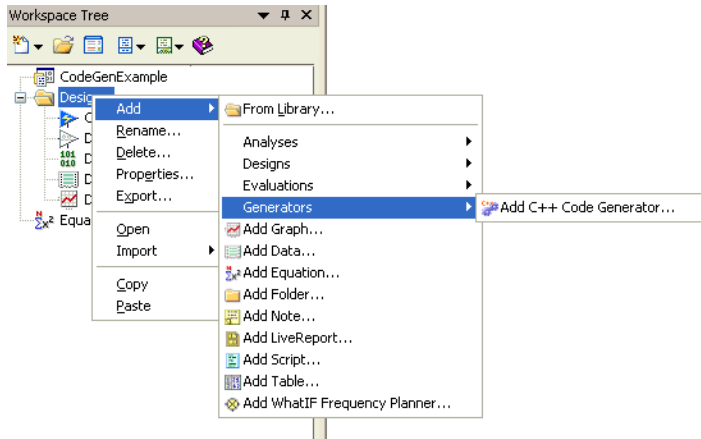 Workspace Tree
CodeGenExample
Desig
Equa
Add
Rename...
Delete...
Properties...
Export...
Open
Import
Copy
Paste
From Library...
Analyses
Designs
Evaluations
Generators
Add Graph...
Add Data...
Add Equation...
Add Folder...
Add Note...
Add LiveReport...
Add Script...
Add Table...
Add WhatIF Frequency Planner...
Add C++ Code Generator...